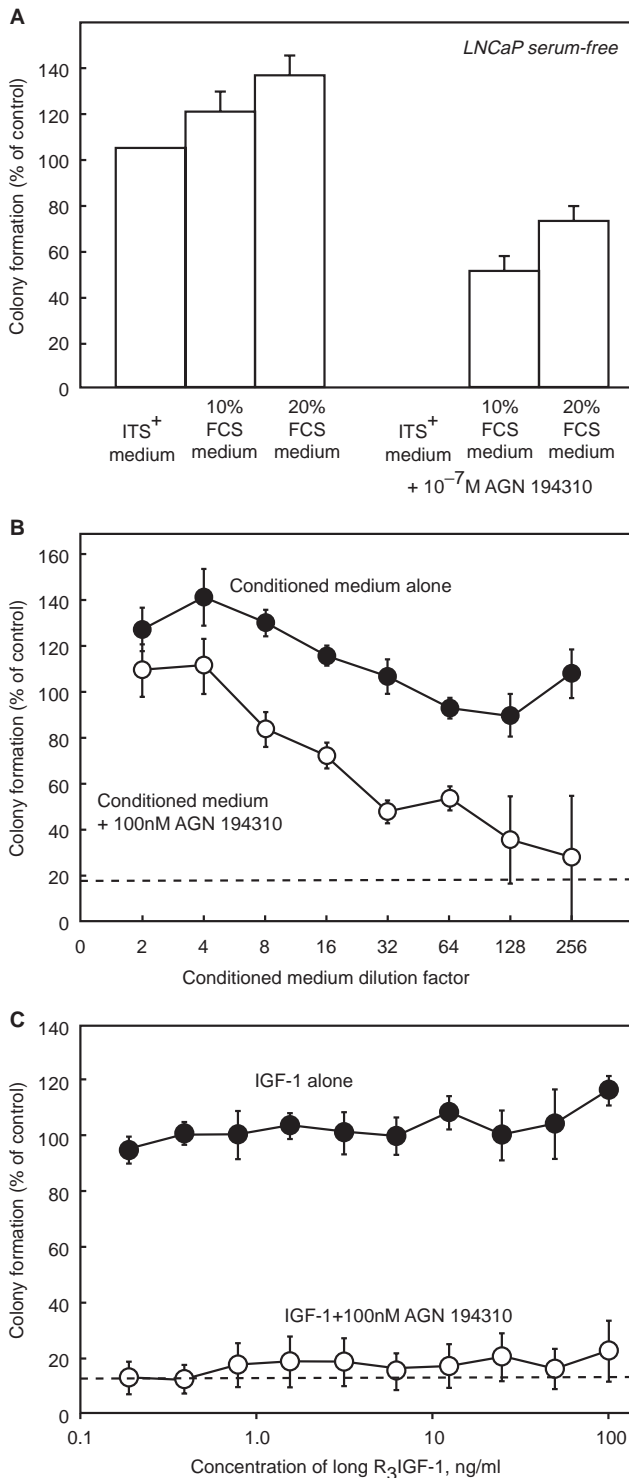 A
LNCaP serum-free
Colony formation (% of control)
140
120
100
80
60
40
20
0
ITS+ medium
10% FCS medium
20% FCS medium
ITS+ medium
10% FCS medium
20% FCS medium
+ 10–7M AGN 194310
B
Colony formation (% of control)
160
140
120
100
80
60
40
20
0
Conditioned medium alone
Conditioned medium
+ 100nM AGN 194310
0 2 4 8 16 32 64 128 256
Conditioned medium dilution factor
C
Colony formation (% of control)
140
120
100
80
60
40
20
0
IGF-1 alone
IGF-1+100nM AGN 194310
0.1 1.0 10 100
Concentration of long R3IGF-1, ng/ml